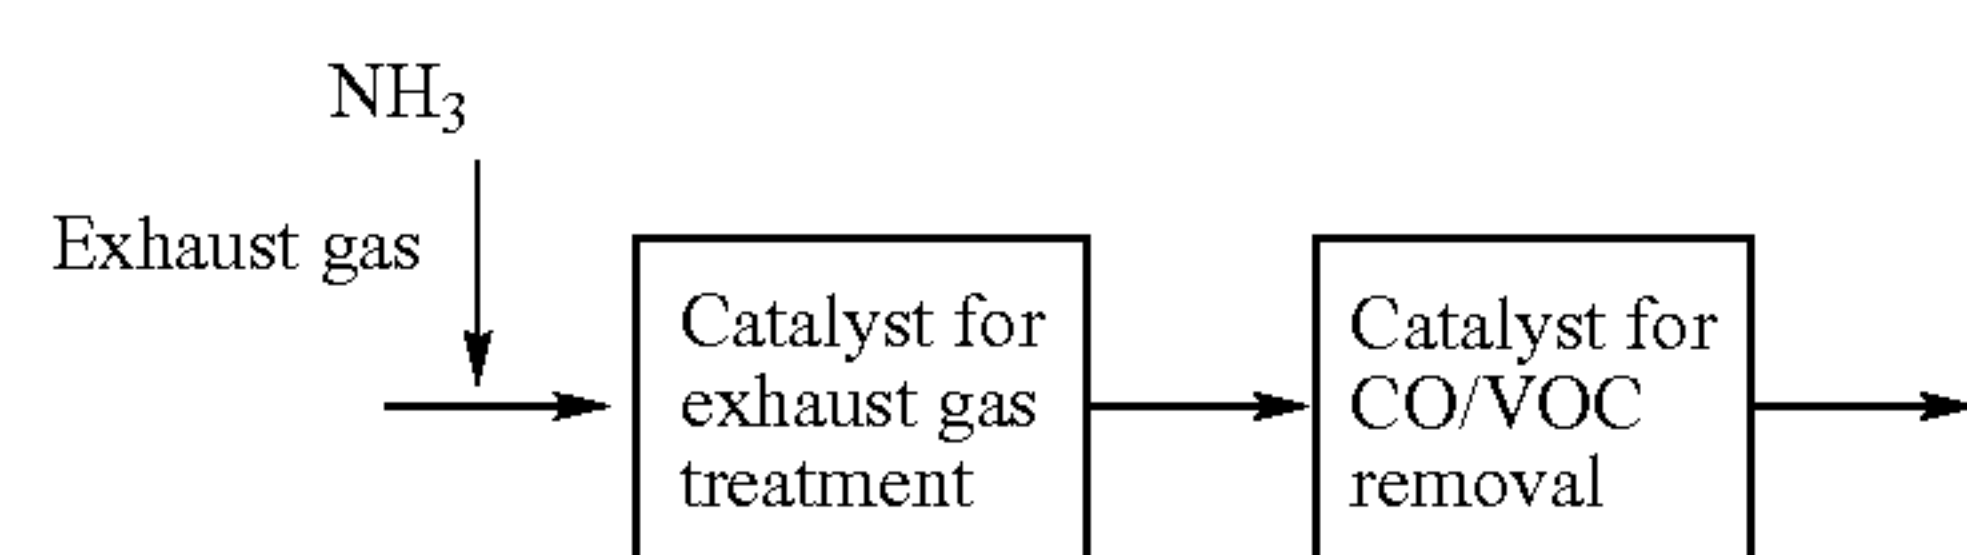 NH₃
Exhaust gas
Catalyst for
exhaust gas
treatment
Catalyst for
CO/VOC
removal